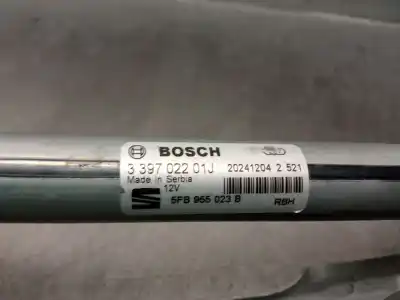 BOSCH
3 397 022 01J 20241204 2 521
Made in Serbia
12V
5FB 955 023 B RBH